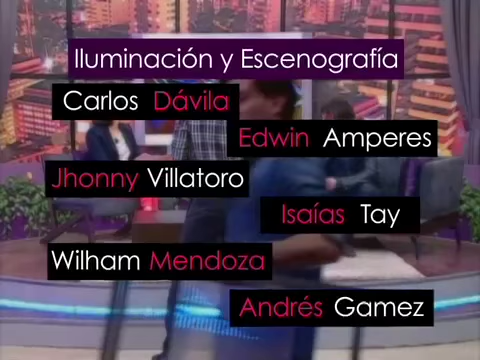 Iluminación y Escenografía
Carlos Dávila
Edwin Amperes
Jhonny Villatoro
Isaías Tay
Wilham Mendoza
Andrés Gamez